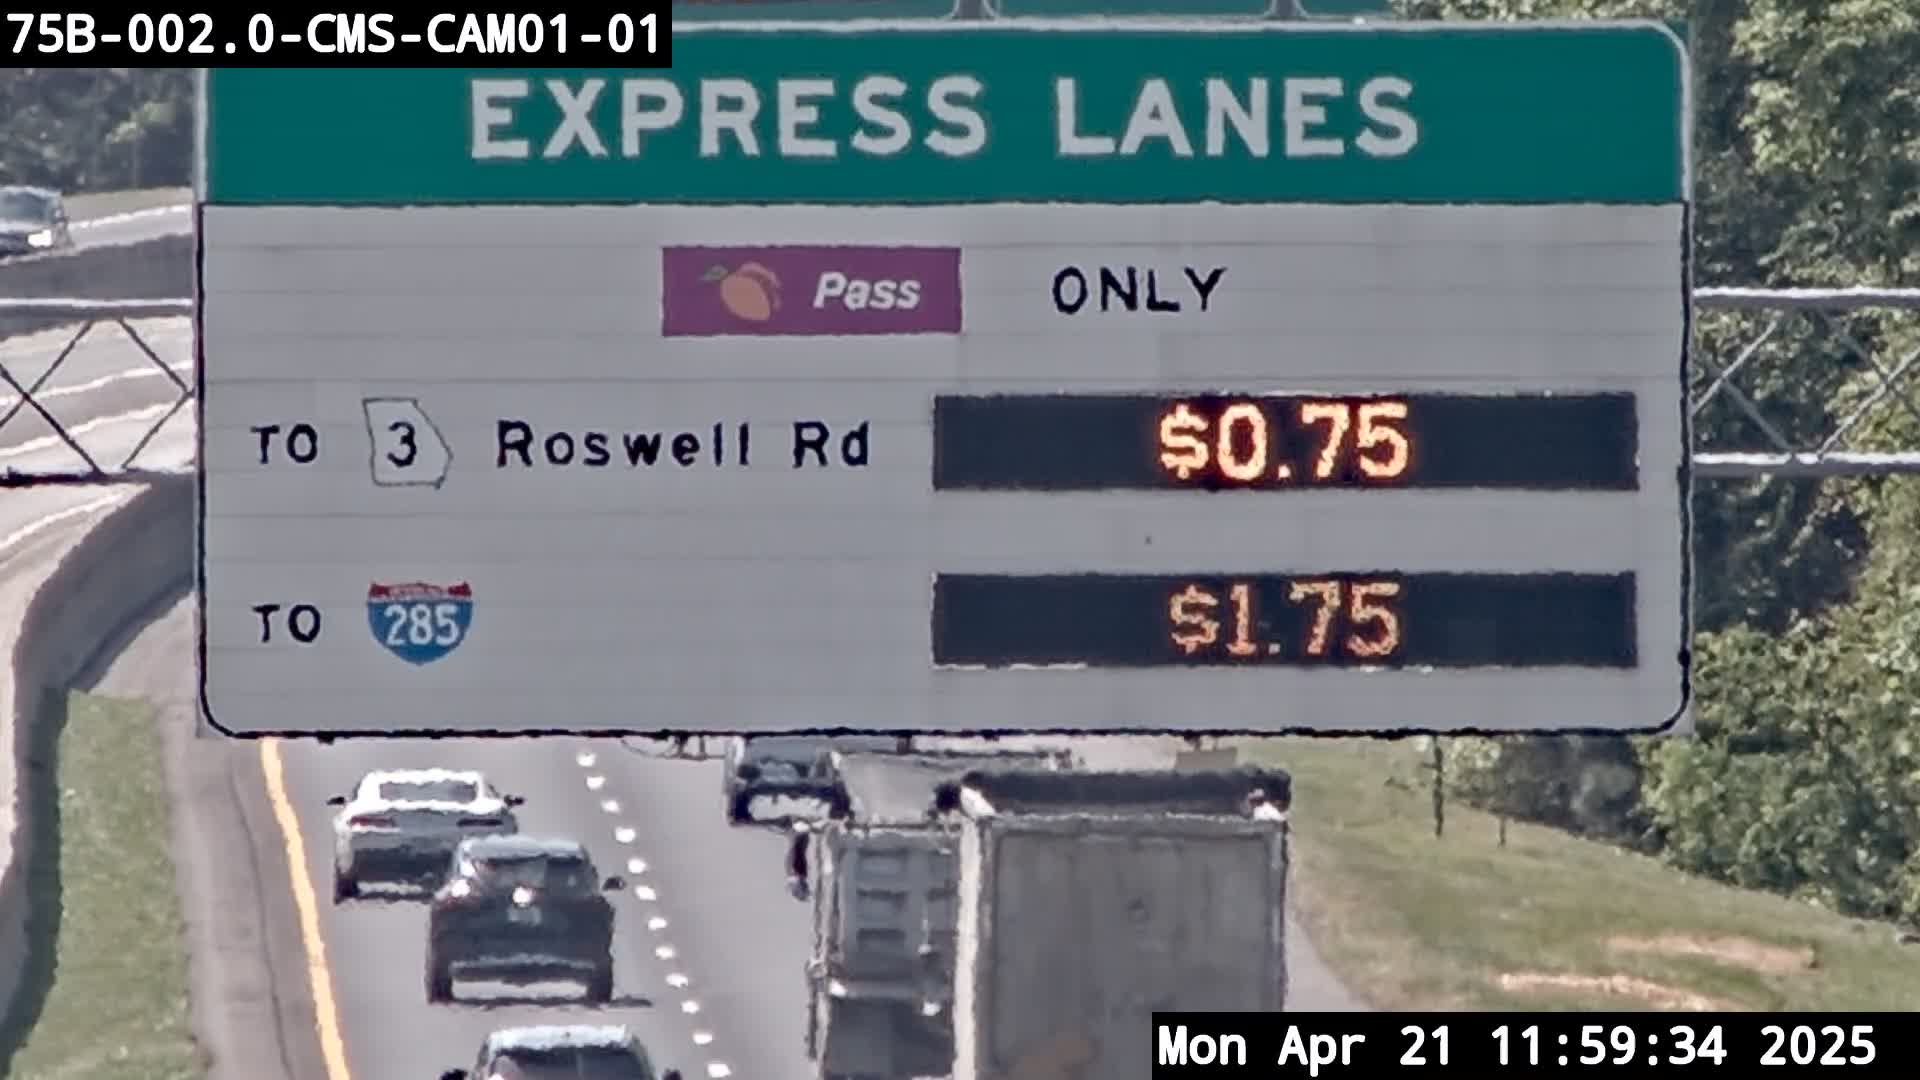 75B-002.0-CMS-CAM01-01
EXPRESS LANES
Pass ONLY
TO 3 Roswell Rd $0.75
TO 285 $1.75
Mon Apr 21 11:59:34 2025